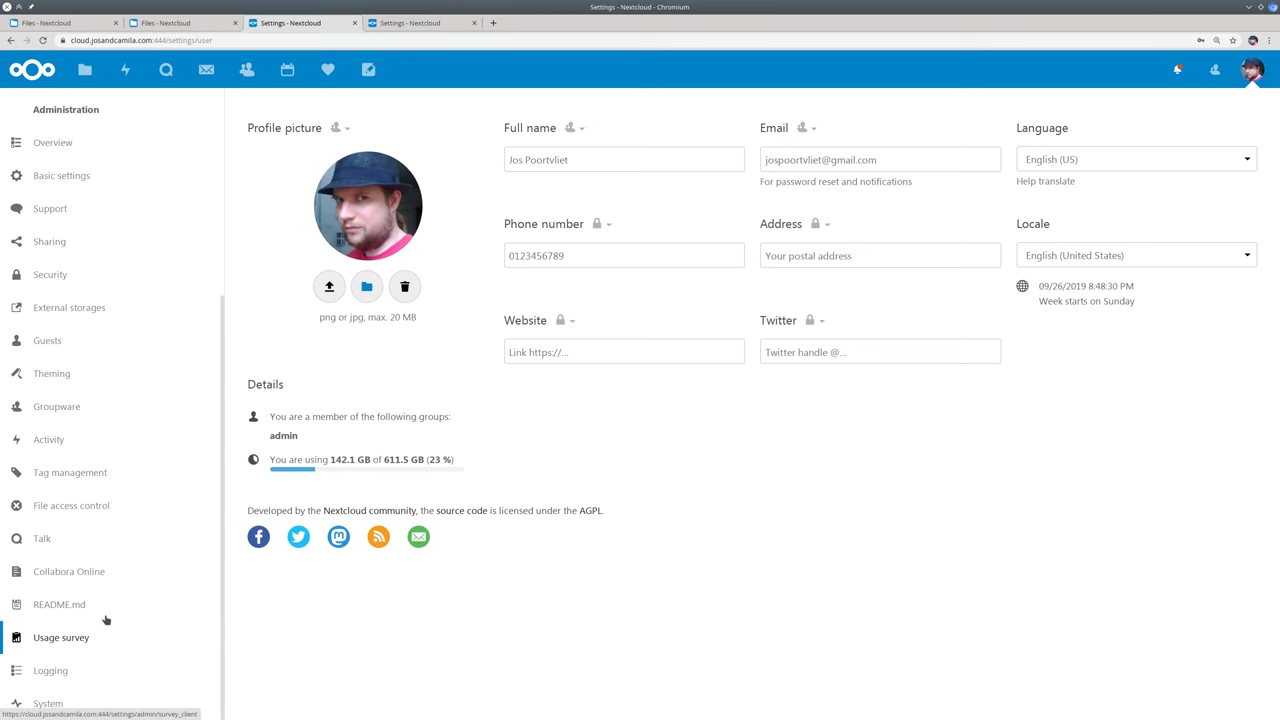 Settings - Nextcloud - Chromium
Files - Nextcloud
Files - Nextcloud
Settings - Nextcloud
Settings - Nextcloud
cloud.josandcamila.com:444/settings/user
Administration
Overview
Basic settings
Support
Sharing
Security
External storages
Guests
Theming
Groupware
Activity
Tag management
File access control
Talk
Collabora Online
README.md
Usage survey
Logging
System
https://cloud.josandcamila.com:444/settings/admin/survey_client
Profile picture
png or jpg, max. 20 MB
Full name
Jos Poortvliet
Email
jospoortvliet@gmail.com
For password reset and notifications
Language
English (US)
Help translate
Phone number
0123456789
Address
Your postal address
Locale
English (United States)
09/26/2019 8:48:30 PM
Week starts on Sunday
Website
Link https://...
Twitter
Twitter handle @...
Details
You are a member of the following groups:
admin
You are using 142.1 GB of 611.5 GB (23 %)
Developed by the Nextcloud community, the source code is licensed under the AGPL.